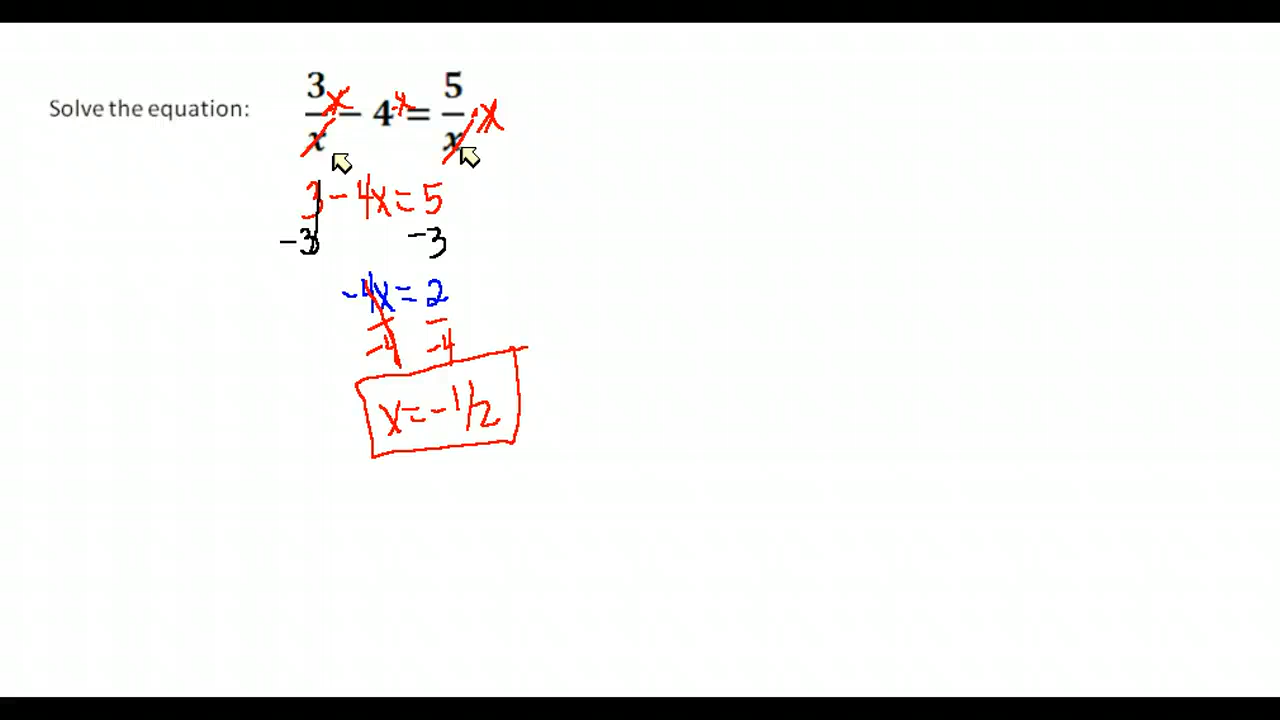 Solve the equation: 3/x · x − 4 · x = 5/x · x
3 − 4x = 5
−3 −3
−4x = 2
−4 −4
x = −1/2